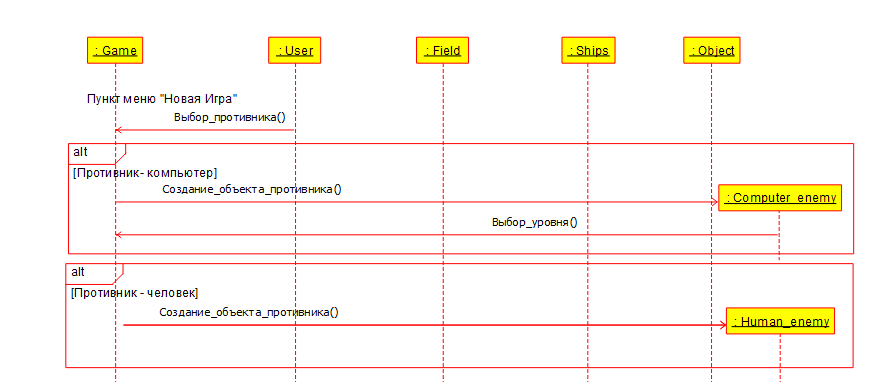 : Game
: User
: Field
: Ships
: Object
Пункт меню "Новая Игра"
Выбор_противника()
alt
[Противник- компьютер]
Создание_объекта_противника()
: Computer_enemy
Выбор_уровня()
alt
[Противник - человек]
Создание_объекта_противника()
: Human_enemy